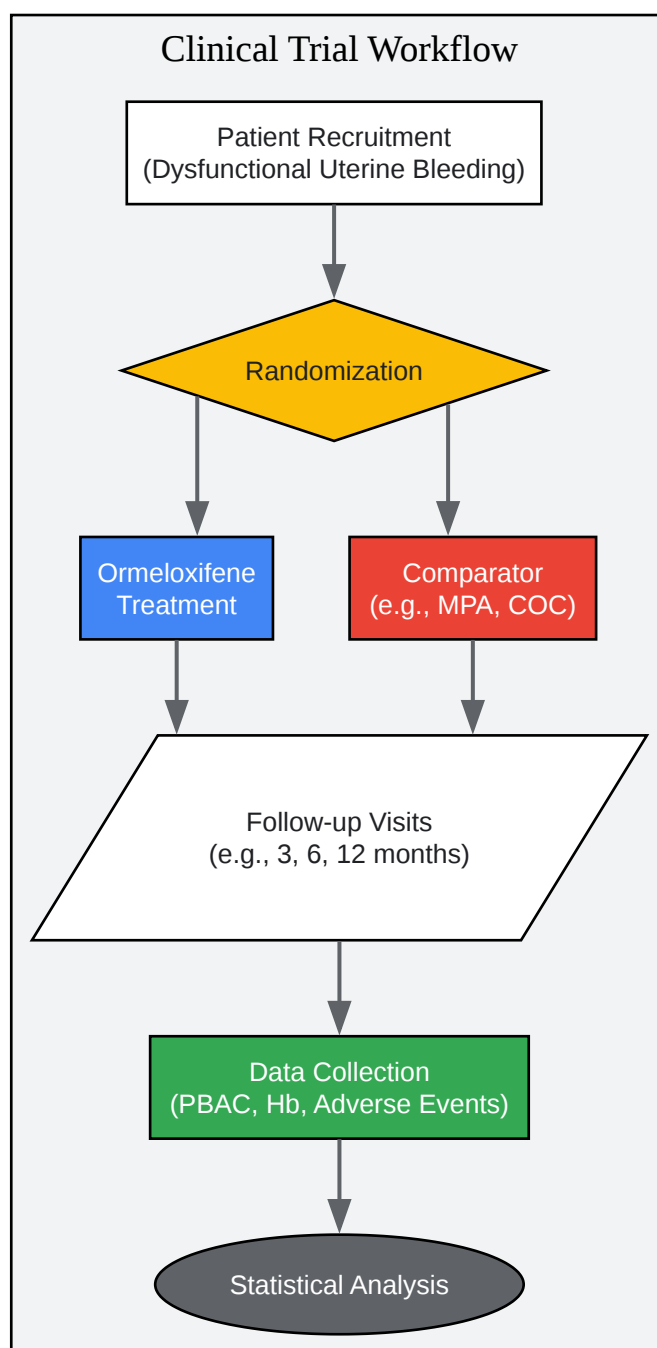 Clinical Trial Workflow
Patient Recruitment
(Dysfunctional Uterine Bleeding)
Randomization
Ormeloxifene
Treatment
Comparator
(e.g., MPA, COC)
Follow-up Visits
(e.g., 3, 6, 12 months)
Data Collection
(PBAC, Hb, Adverse Events)
Statistical Analysis